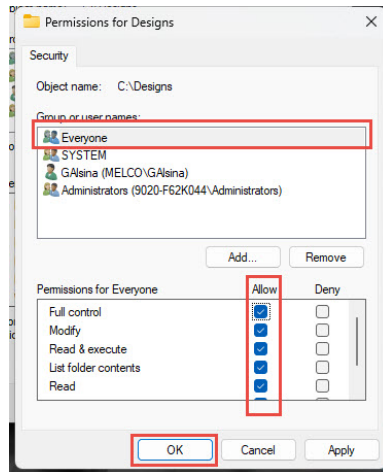 Permissions for Designs
Security
Object name: C:\Designs
Group or user names:
Everyone
SYSTEM
GAlsina (MELCO\GAlsina)
Administrators (9020-F62K044\Administrators)
Add... Remove
Permissions for Everyone Allow Deny
Full control
Modify
Read & execute
List folder contents
Read
OK Cancel Apply